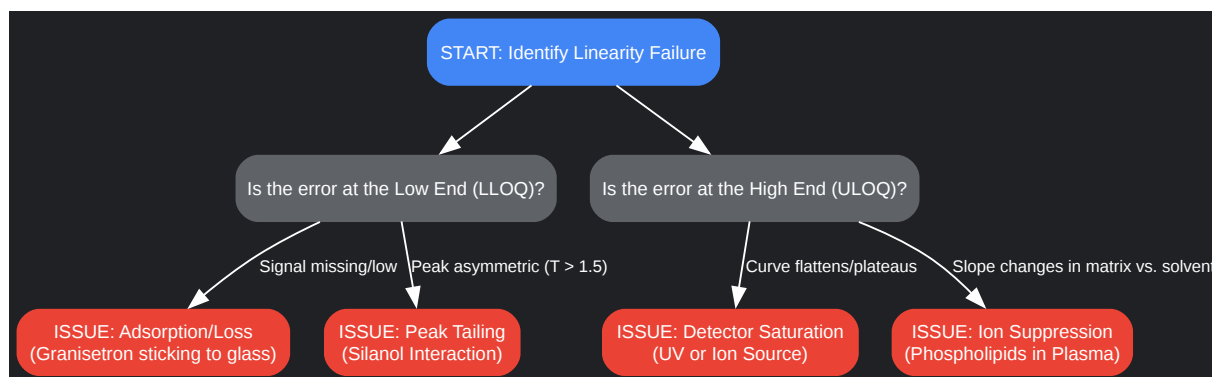 START: Identify Linearity Failure
Is the error at the Low End (LLOQ)?
Is the error at the High End (ULOQ)?
Signal missing/low
Peak asymmetric (T > 1.5)
Curve flattens/plateaus
Slope changes in matrix vs. solvent
ISSUE: Adsorption/Loss
(Granisetron sticking to glass)
ISSUE: Peak Tailing
(Silanol Interaction)
ISSUE: Detector Saturation
(UV or Ion Source)
ISSUE: Ion Suppression
(Phospholipids in Plasma)